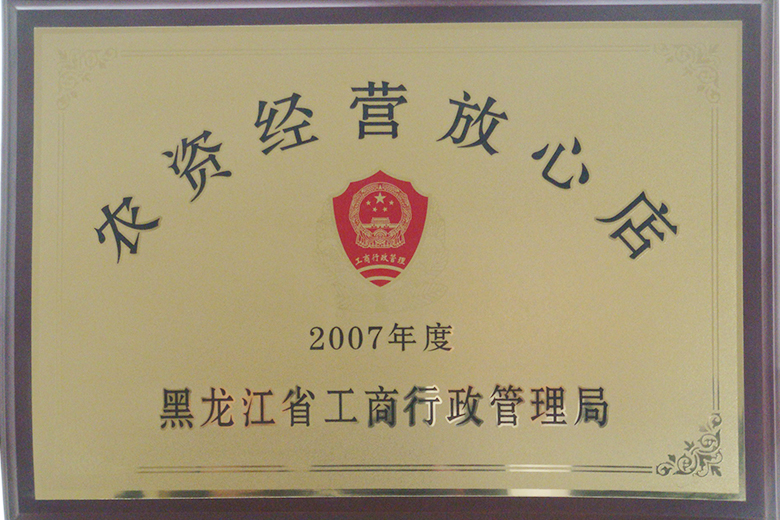 农资经营放心店
工商行政管理
2007年度
黑龙江省工商行政管理局